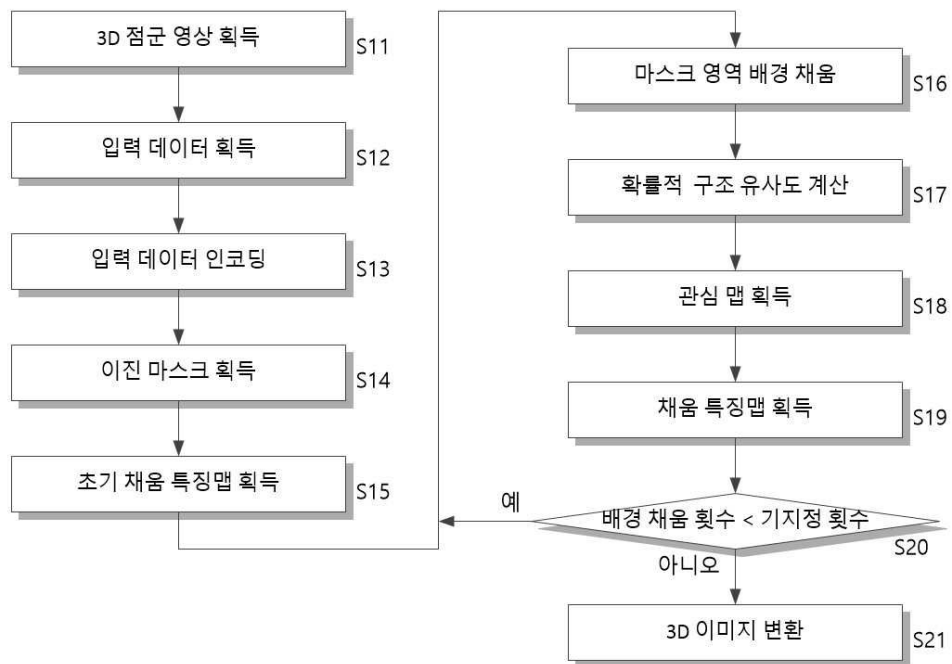 3D 점군 영상 획득
S11
입력 데이터 획득
S12
입력 데이터 인코딩
S13
이진 마스크 획득
S14
초기 채움 특징맵 획득
S15
마스크 영역 배경 채움
S16
확률적 구조 유사도 계산
S17
관심 맵 획득
S18
채움 특징맵 획득
S19
예
배경 채움 횟수 < 기지정 횟수
S20
아니오
3D 이미지 변환
S21